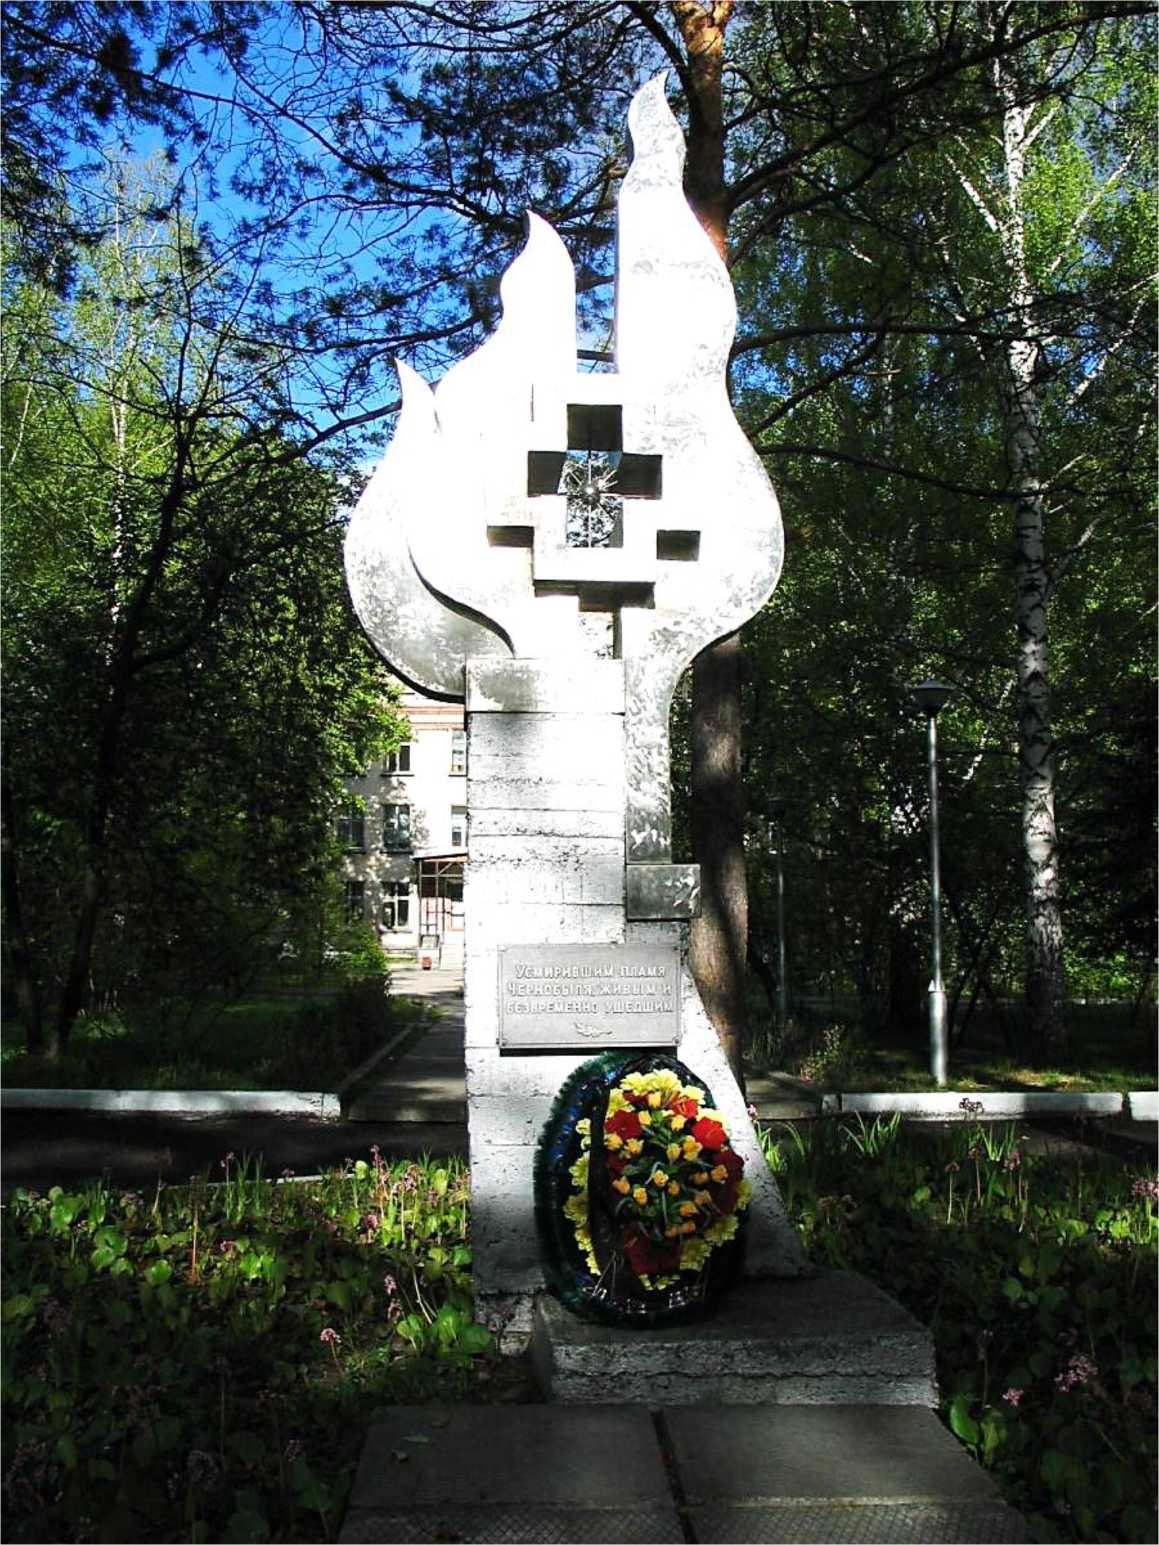 Усмирившим пламя
Чернобыля, живым и
безвременно ушедшим